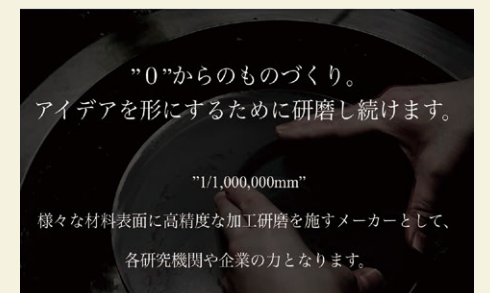 ”０”からのものづくり。
アイデアを形にするために研磨し続けます。
”1/1,000,000mm”
様々な材料表面に高精度な加工研磨を施すメーカーとして、
各研究機関や企業の力となります。